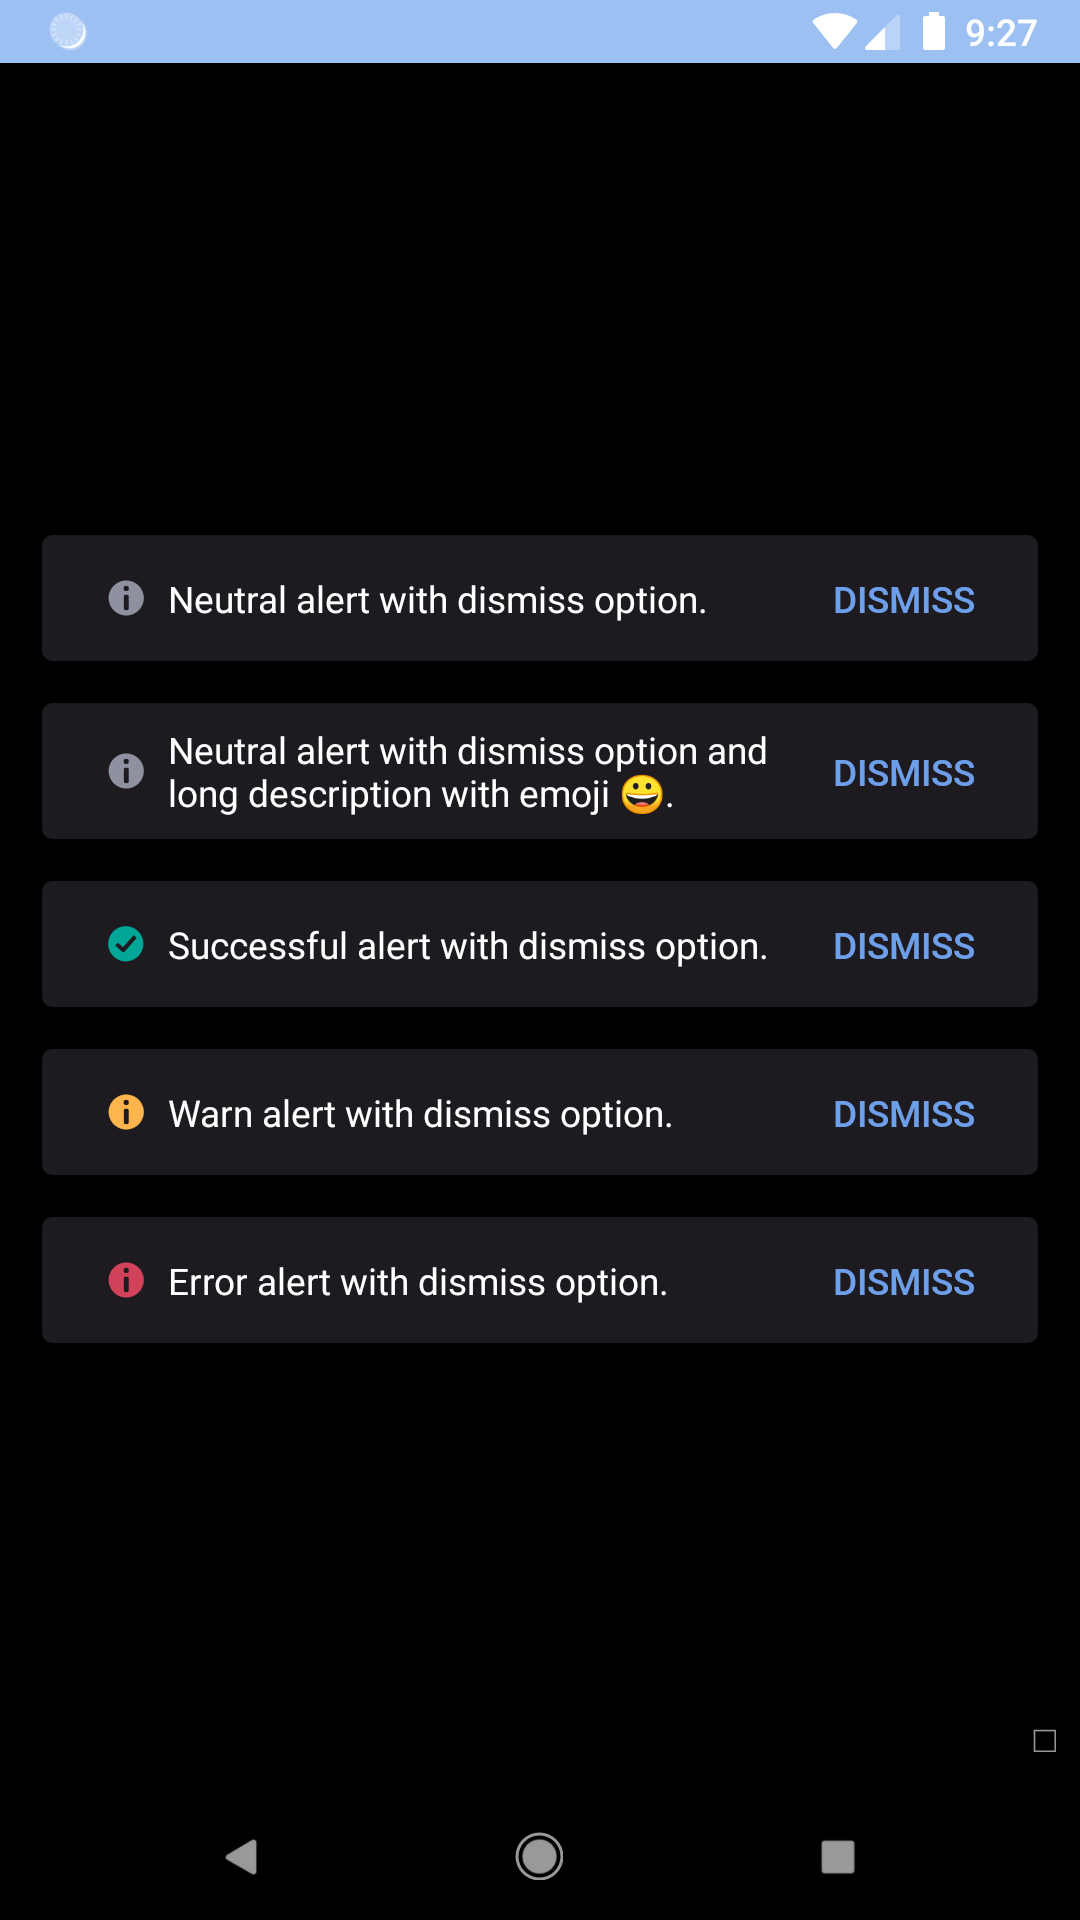 9:27
Neutral alert with dismiss option. DISMISS
Neutral alert with dismiss option and
long description with emoji 😀. DISMISS
Successful alert with dismiss option. DISMISS
Warn alert with dismiss option. DISMISS
Error alert with dismiss option. DISMISS